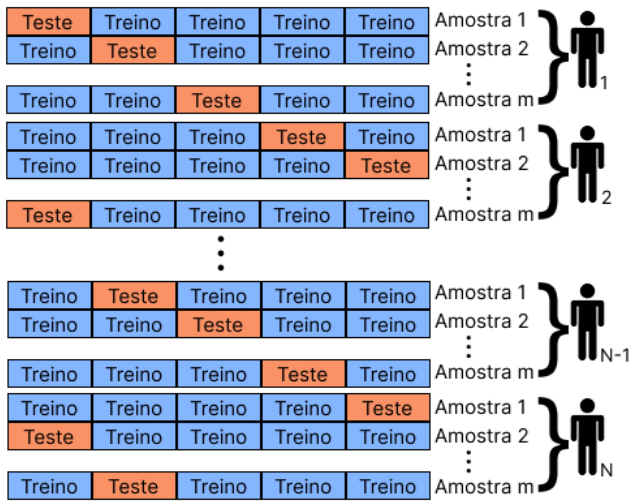 Teste Treino Treino Treino Treino Amostra 1
Treino Teste Treino Treino Treino Amostra 2
Treino Treino Teste Treino Treino Amostra m
1
Treino Treino Treino Teste Treino Amostra 1
Treino Treino Treino Treino Teste Amostra 2
Teste Treino Treino Treino Treino Amostra m
2
Treino Teste Treino Treino Treino Amostra 1
Treino Treino Teste Treino Treino Amostra 2
Treino Treino Treino Teste Treino Amostra m
N-1
Treino Treino Treino Treino Teste Amostra 1
Teste Treino Treino Treino Treino Amostra 2
Treino Teste Treino Treino Treino Amostra m
N